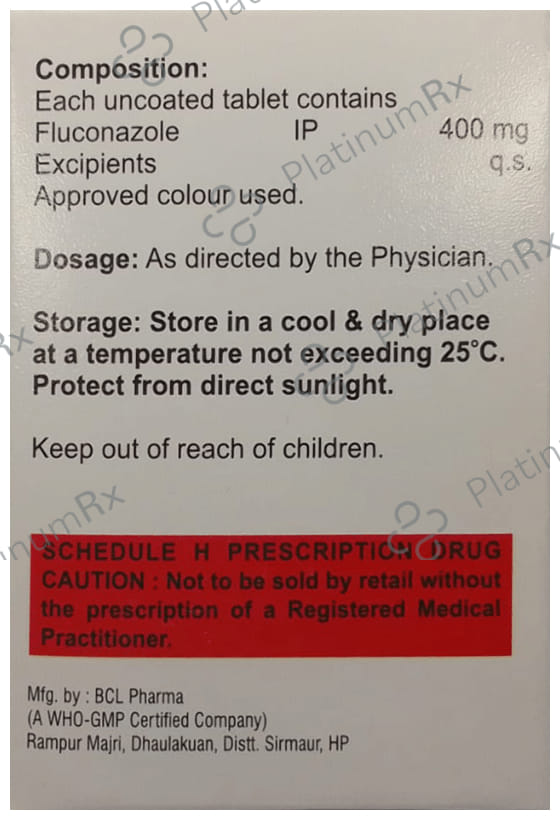 Composition:
Each uncoated tablet contains
Fluconazole IP 400 mg
Excipients q.s.
Approved colour used.
Dosage: As directed by the Physician.
Storage: Store in a cool & dry place
at a temperature not exceeding 25°C.
Protect from direct sunlight.
Keep out of reach of children.
SCHEDULE H PRESCRIPTION DRUG
CAUTION : Not to be sold by retail without
the prescription of a Registered Medical
Practitioner.
Mfg. by : BCL Pharma
(A WHO-GMP Certified Company)
Rampur Majri, Dhaulakuan, Distt. Sirmaur, HP
PlatinumRx
PlatinumRx